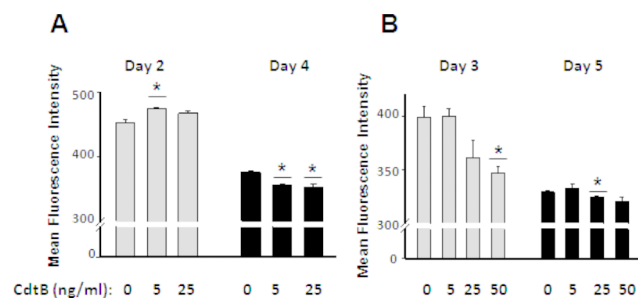 A
B
Day 2
Day 4
Day 3
Day 5
Mean Fluorescence Intensity
500
400
300
0
*
*
*
Mean Fluorescence Intensity
400
350
300
0
*
*
CdtB (ng/ml): 0 5 25 0 5 25 0 5 25 50 0 5 25 50